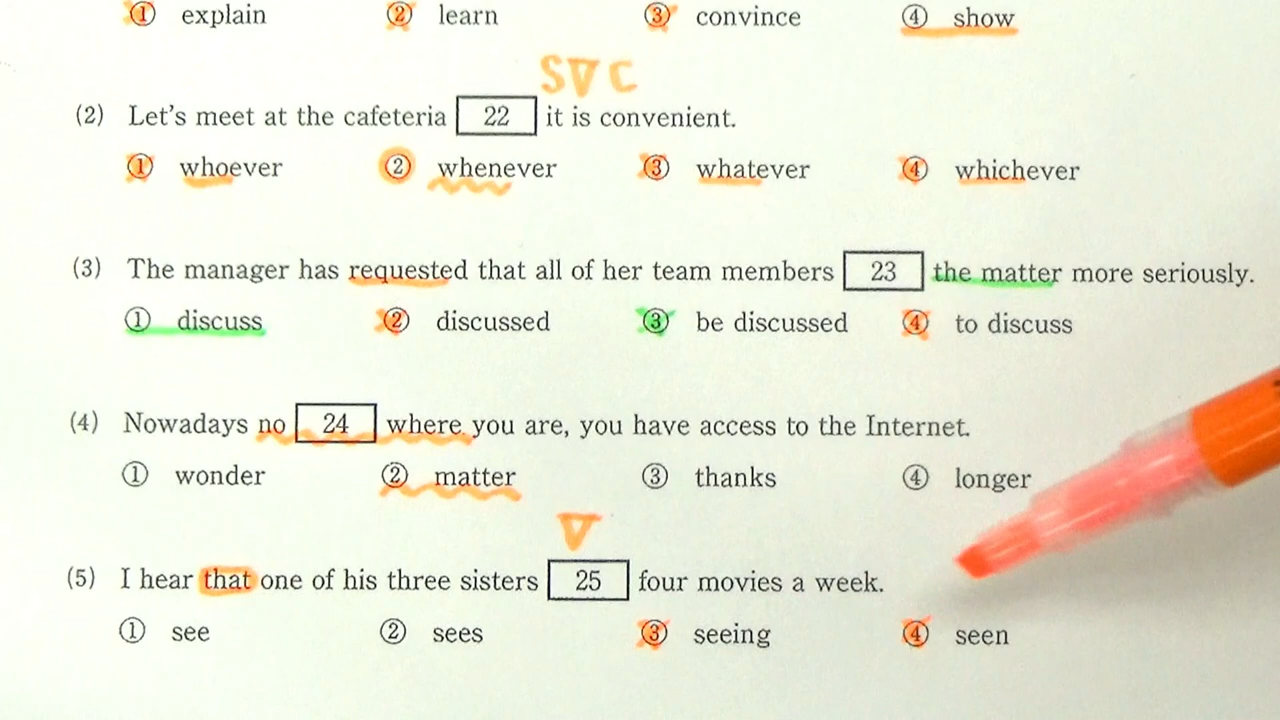 ① explain ② learn ③ convince ④ show
SVC
(2) Let's meet at the cafeteria 22 it is convenient.
① whoever ② whenever ③ whatever ④ whichever
(3) The manager has requested that all of her team members 23 the matter more seriously.
① discuss ② discussed ③ be discussed ④ to discuss
(4) Nowadays no 24 where you are, you have access to the Internet.
① wonder ② matter ③ thanks ④ longer
V
(5) I hear that one of his three sisters 25 four movies a week.
① see ② sees ③ seeing ④ seen